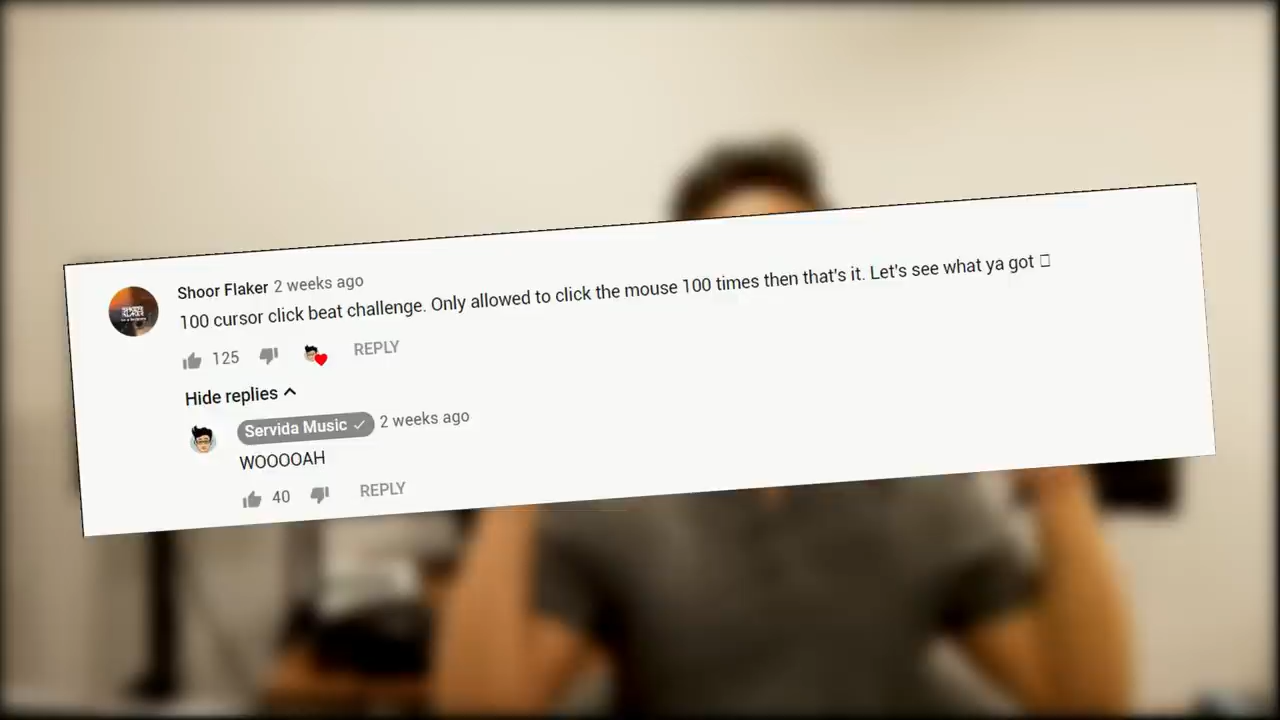 Shoor Flaker 2 weeks ago
100 cursor click beat challenge. Only allowed to click the mouse 100 times then that's it. Let's see what ya got
125 REPLY
Hide replies
Servida Music 2 weeks ago
WOOOOAH
40 REPLY